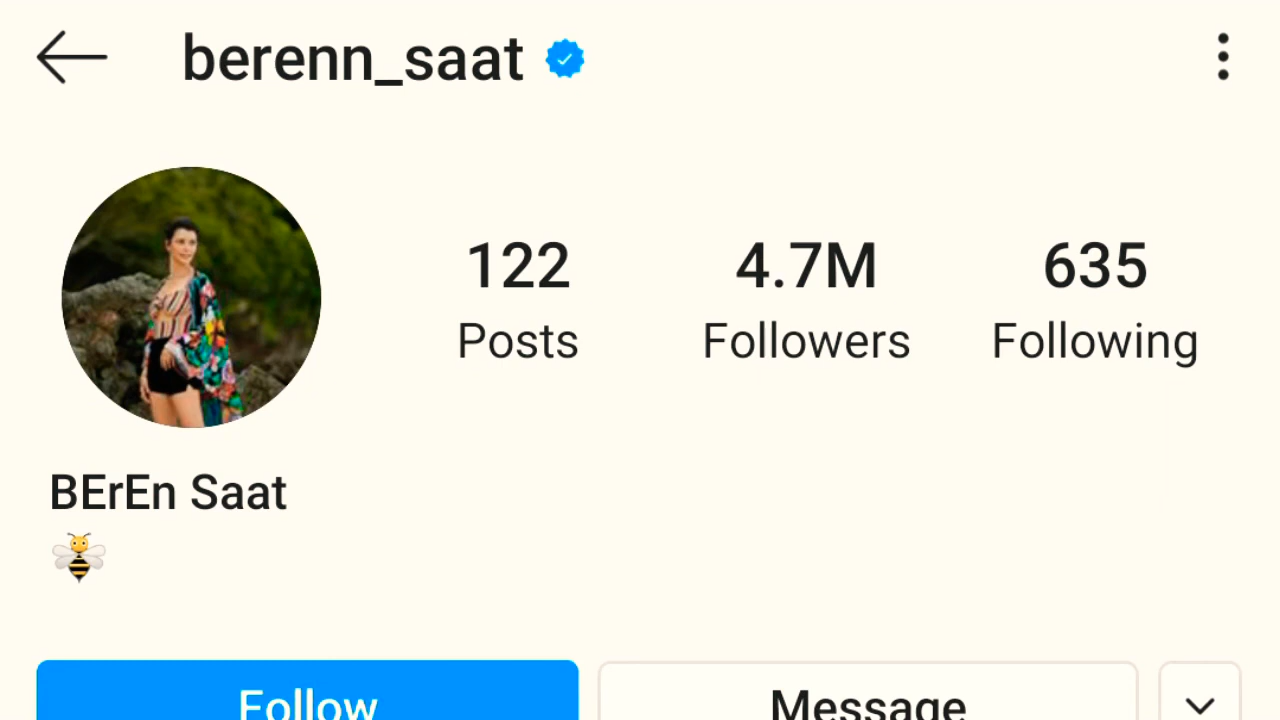 berenn_saat
122 4.7M 635
Posts Followers Following
BErEn Saat
Follow Message